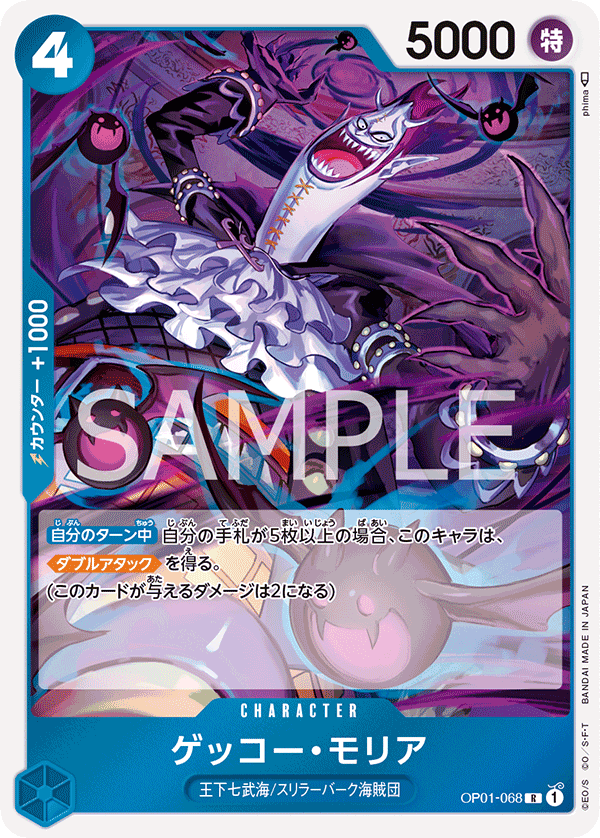 4
5000 特
phima
カウンター +1000
SAMPLE
自分のターン中 自分の手札が5枚以上の場合、このキャラは、
ダブルアタック を得る。
(このカードが与えるダメージは2になる)
CHARACTER
ゲッコー・モリア
王下七武海/スリラーバーク海賊団
OP01-068 R 1
©E.O/S ©O/S・F・T BANDAI MADE IN JAPAN